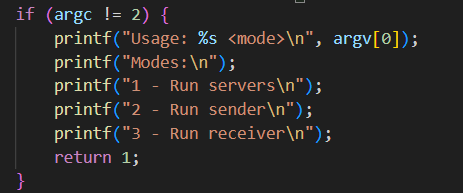 if (argc != 2) {
    printf("Usage: %s <mode>\n", argv[0]);
    printf("Modes:\n");
    printf("1 - Run servers\n");
    printf("2 - Run sender\n");
    printf("3 - Run receiver\n");
    return 1;
}